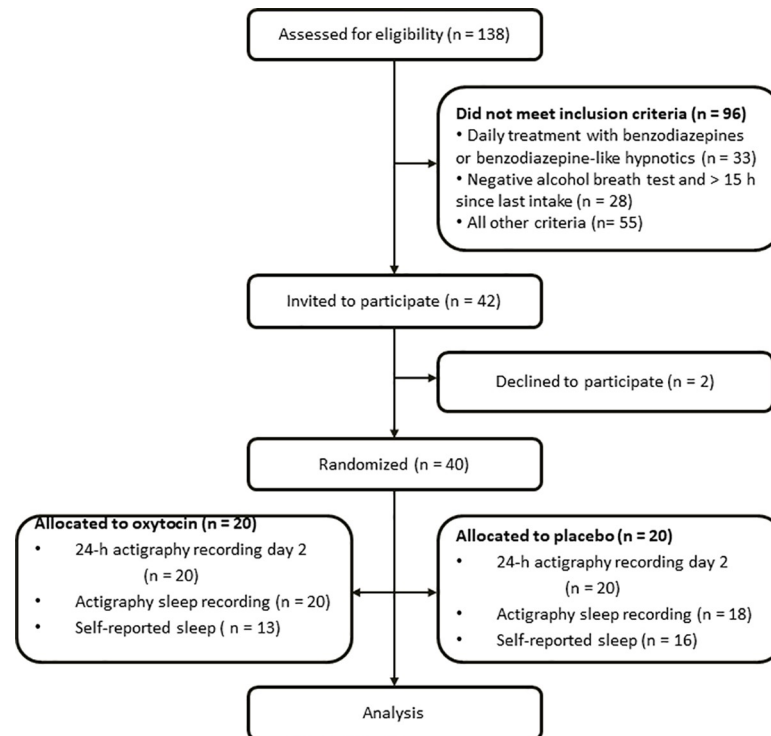 Assessed for eligibility (n = 138)
Did not meet inclusion criteria (n = 96)
• Daily treatment with benzodiazepines
or benzodiazepine-like hypnotics (n = 33)
• Negative alcohol breath test and > 15 h
since last intake (n = 28)
• All other criteria (n= 55)
Invited to participate (n = 42)
Declined to participate (n = 2)
Randomized (n = 40)
Allocated to oxytocin (n = 20)
• 24-h actigraphy recording day 2
(n = 20)
• Actigraphy sleep recording (n = 20)
• Self-reported sleep ( n = 13)
Allocated to placebo (n = 20)
• 24-h actigraphy recording day 2
(n = 20)
• Actigraphy sleep recording (n = 18)
• Self-reported sleep (n = 16)
Analysis